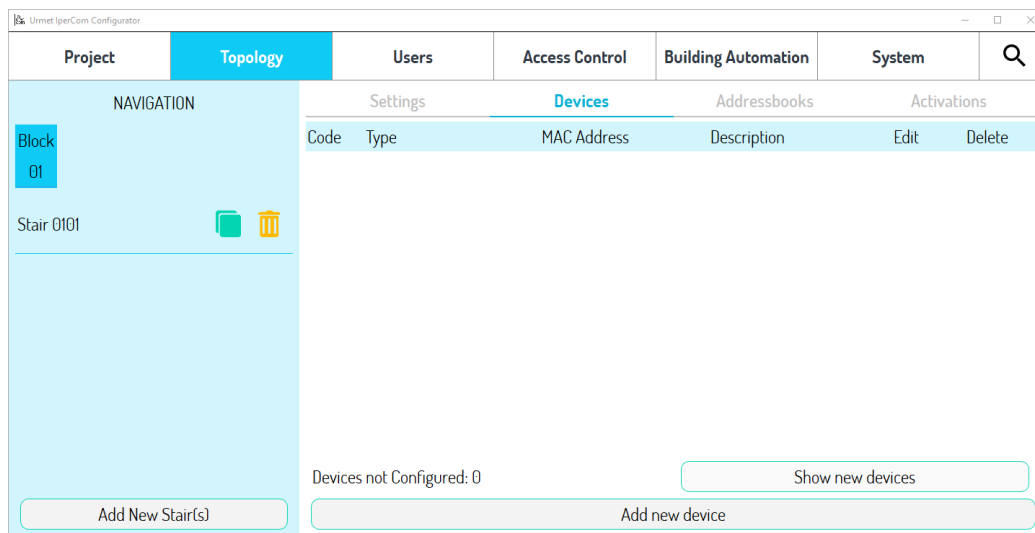 Urmet IperCom Configurator
Project Topology Users Access Control Building Automation System
NAVIGATION
Settings Devices Addressbooks Activations
Block
01
Code Type MAC Address Description Edit Delete
Stair 0101
Devices not Configured: 0
Show new devices
Add New Stair(s)
Add new device